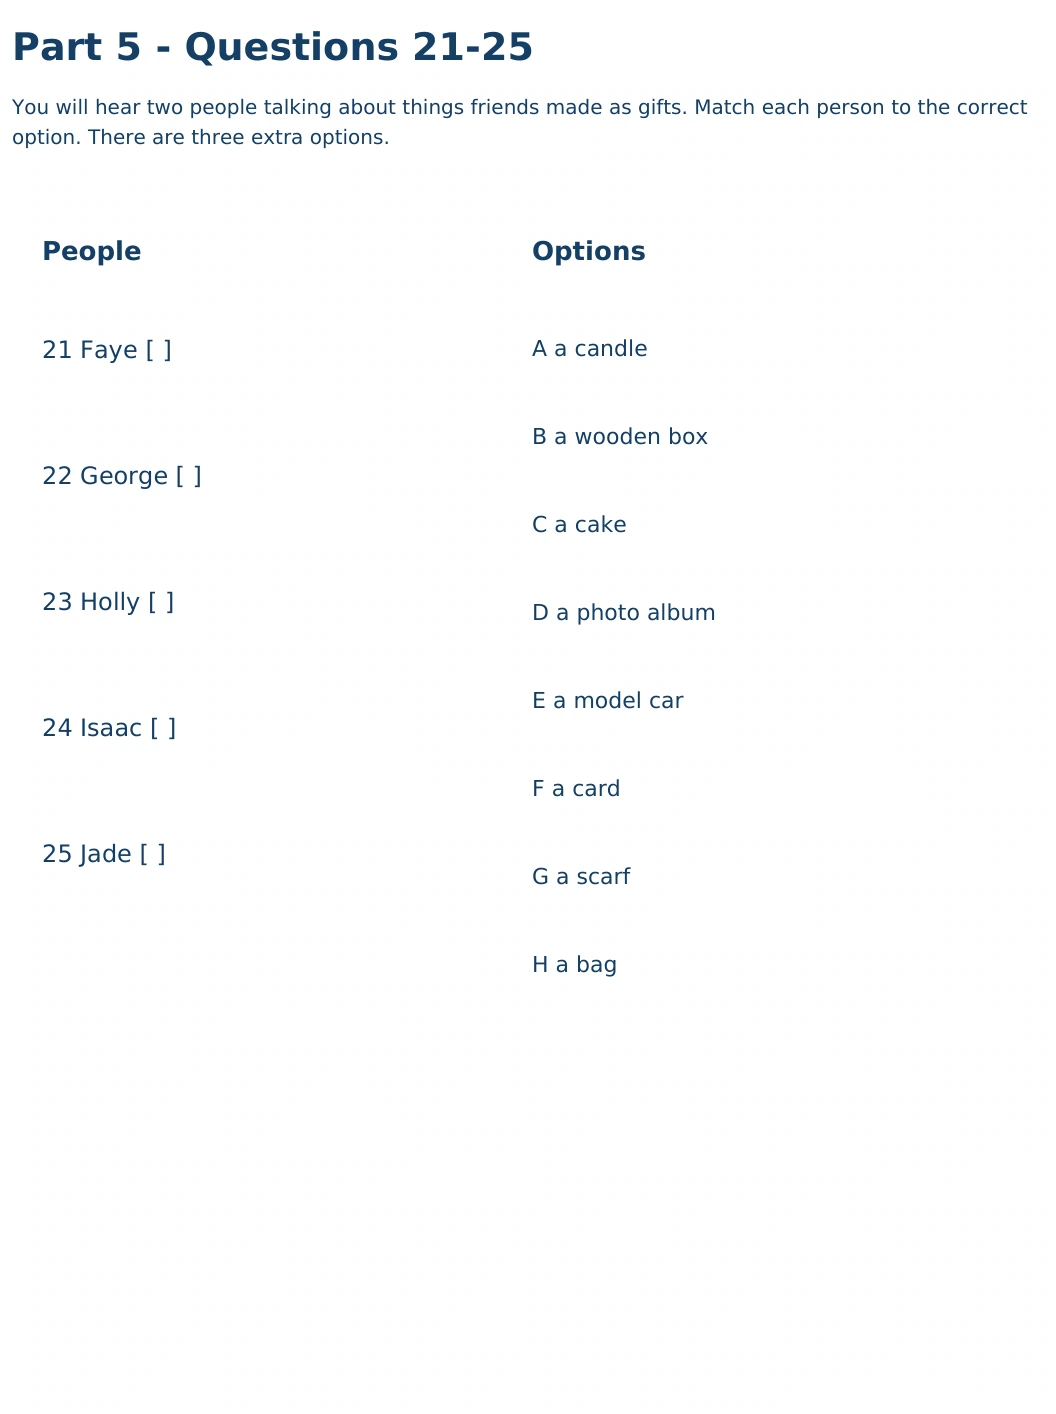 Part 5 - Questions 21-25
You will hear two people talking about things friends made as gifts. Match each person to the correct
option. There are three extra options.
People
21 Faye [ ]
22 George [ ]
23 Holly [ ]
24 Isaac [ ]
25 Jade [ ]
Options
A a candle
B a wooden box
C a cake
D a photo album
E a model car
F a card
G a scarf
H a bag